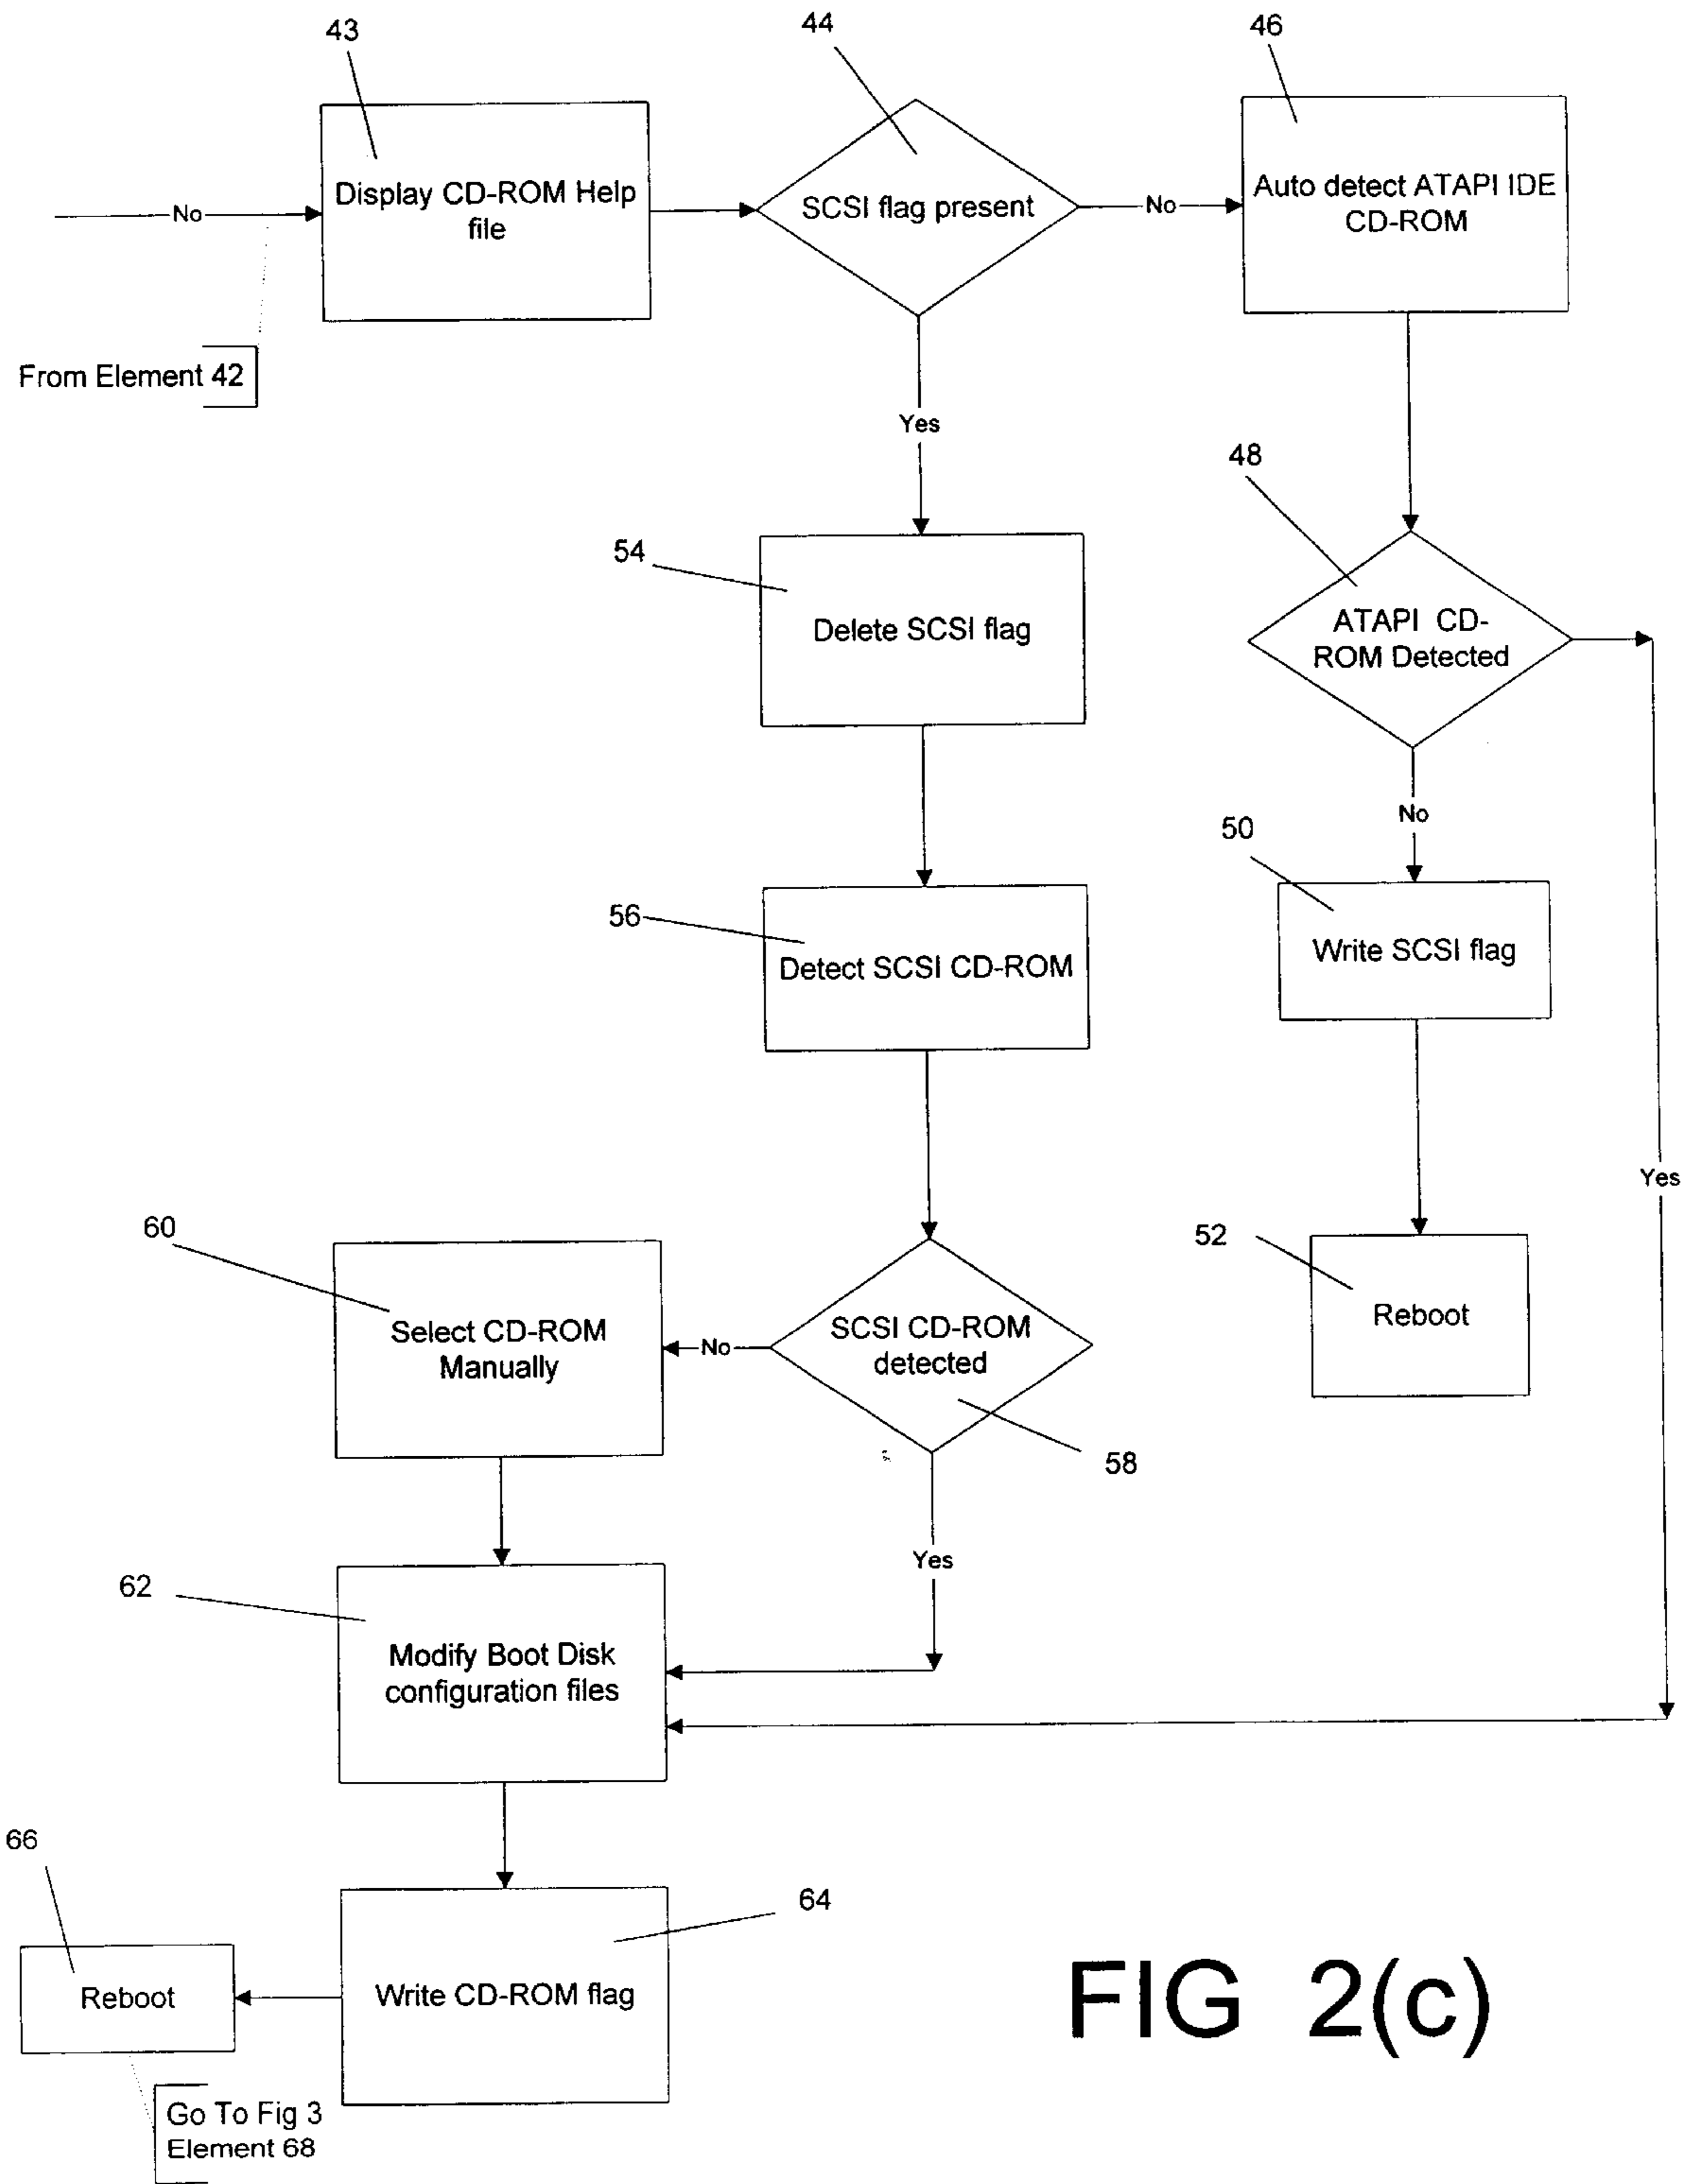 43
44
46
No
Display CD-ROM Help
file
SCSI flag present
No
Auto detect ATAPI IDE
CD-ROM
From Element 42
Yes
48
ATAPI CD-
ROM Detected
54
Delete SCSI flag
No
50
Write SCSI flag
56
Detect SCSI CD-ROM
Yes
60
Select CD-ROM
Manually
No
SCSI CD-ROM
detected
58
52
Reboot
Yes
62
Modify Boot Disk
configuration files
66
Reboot
64
Write CD-ROM flag
Go To Fig 3
Element 68
FIG 2(c)